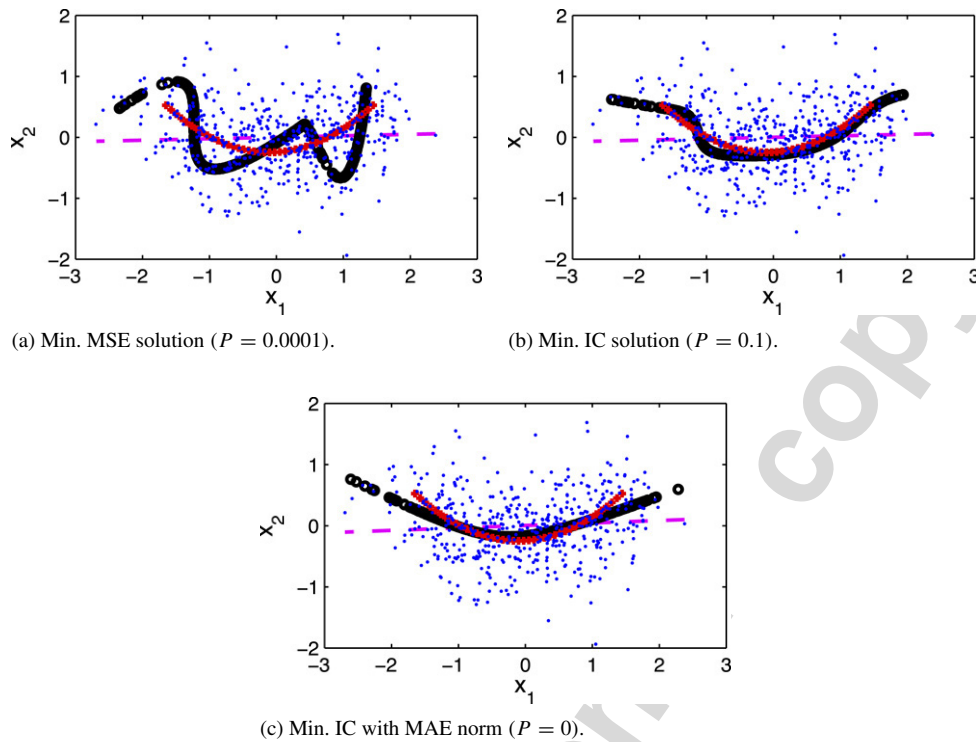 2
1
0
−1
−2
x2
−3 −2 −1 0 1 2 3
x1
(a) Min. MSE solution (P = 0.0001).
2
1
0
−1
−2
x2
−3 −2 −1 0 1 2 3
x1
(b) Min. IC solution (P = 0.1).
2
1
0
−1
−2
x2
−3 −2 −1 0 1 2 3
x1
(c) Min. IC with MAE norm (P = 0).